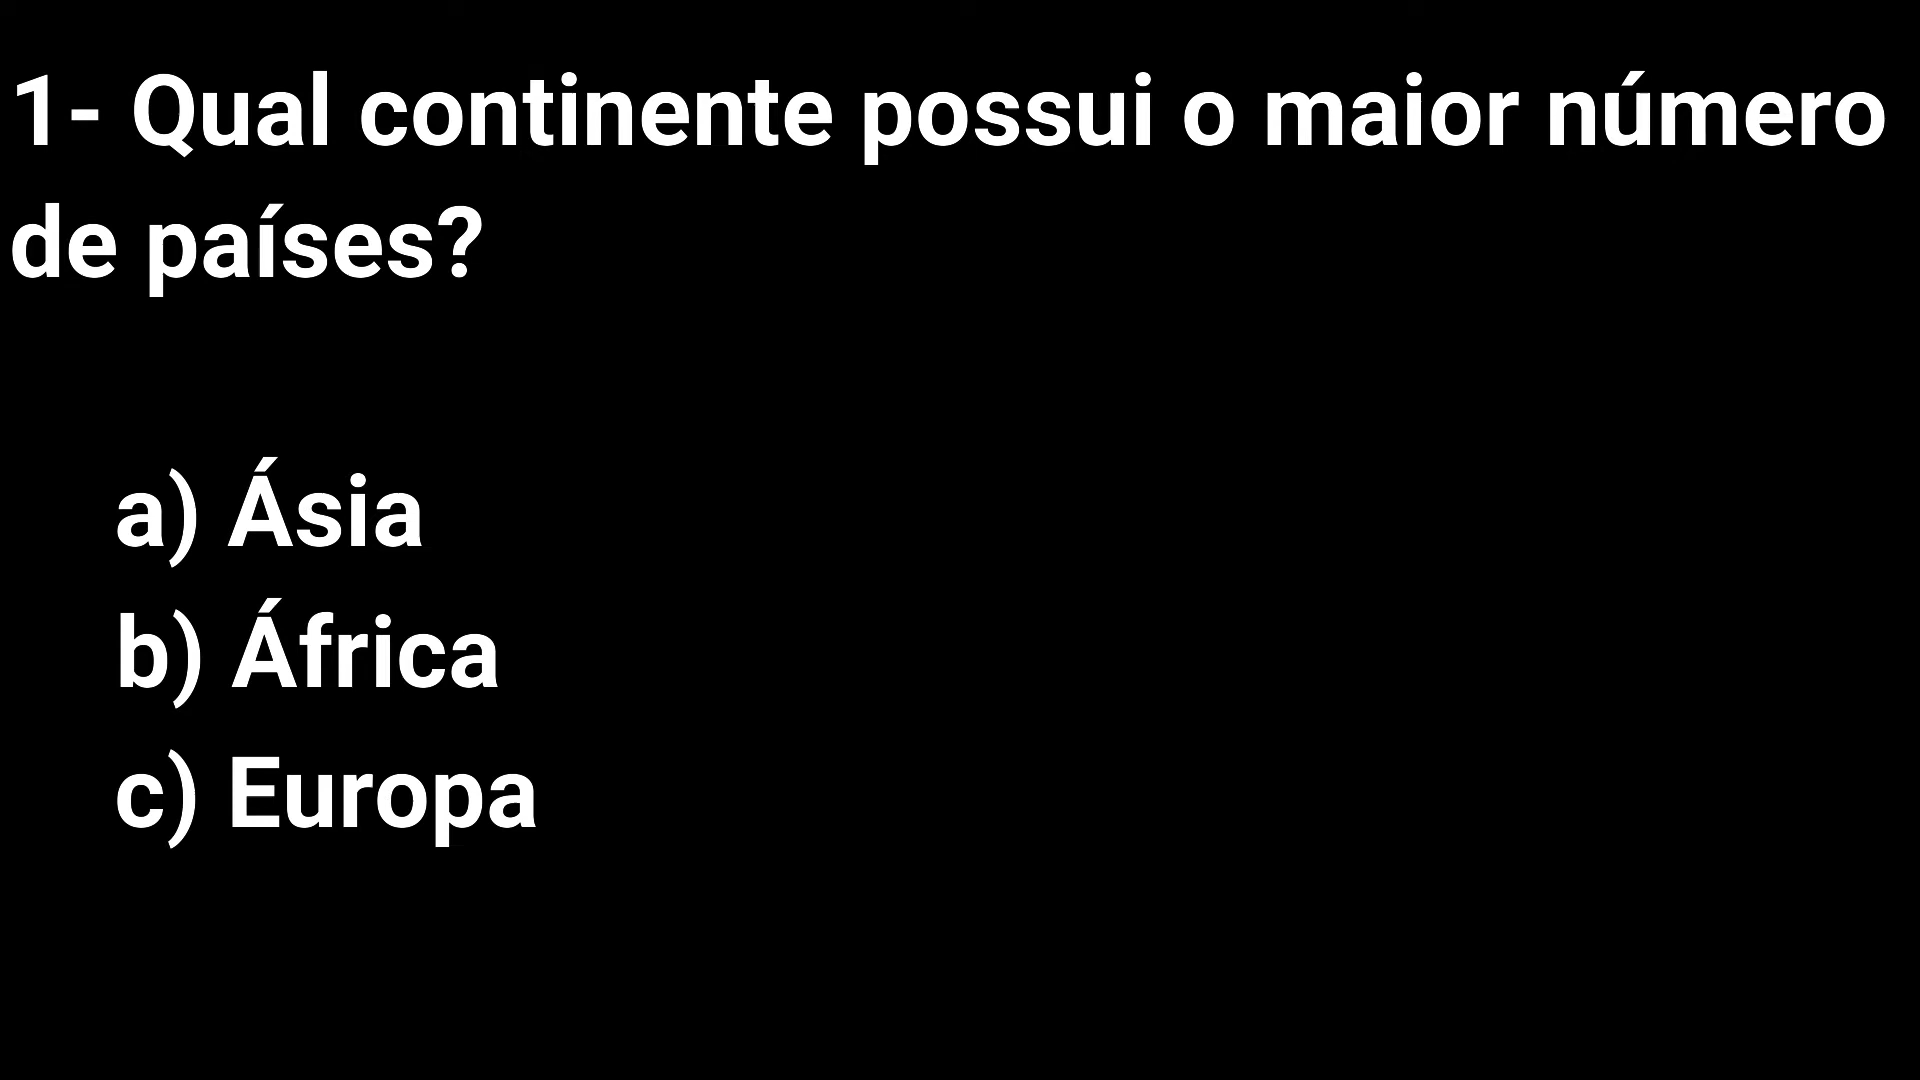 1- Qual continente possui o maior número
de países?
a) Ásia
b) África
c) Europa